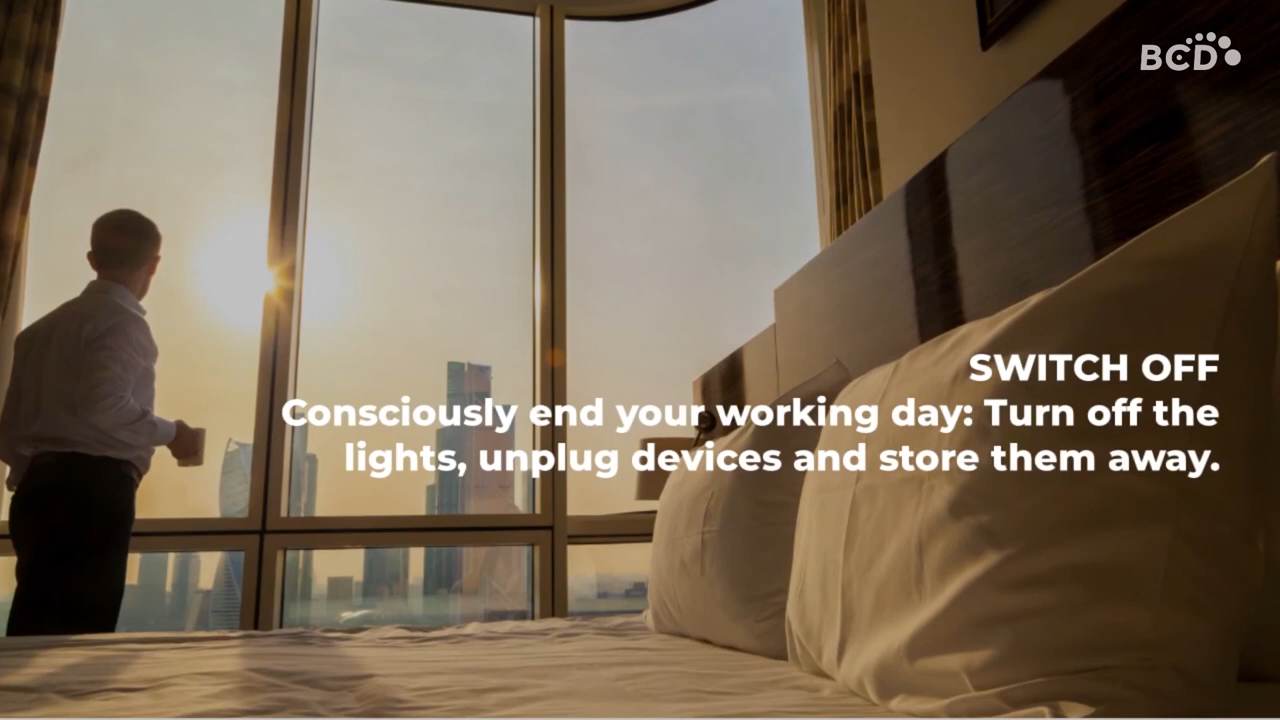 BCD
SWITCH OFF
Consciously end your working day: Turn off the
lights, unplug devices and store them away.